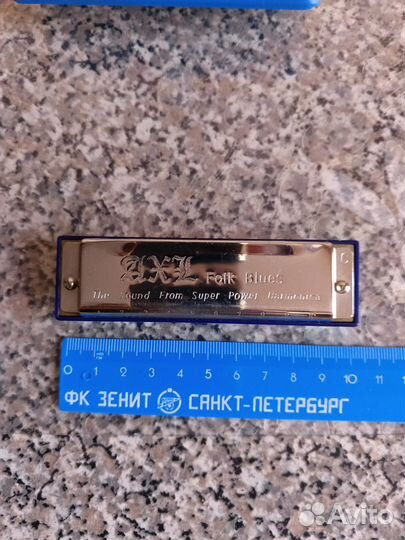 AXL Folk Blues
C
The Sound From Super Power Harmonica
0 1 2 3 4 5 6 7 8 9 10 11
ФК ЗЕНИТ САНКТ-ПЕТЕРБУРГ
Avito